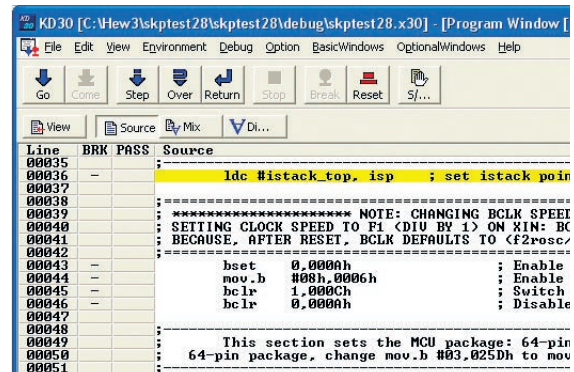 KD30 [C:\Hew3\skptest28\skptest28\debug\skptest28.x30] - [Program Window [
File Edit View Environment Debug Option BasicWindows OptionalWindows Help
Go Come Step Over Return Stop Break Reset S/...
View Source Mix Di...
Line BRK PASS Source
00035 ;------------------------------------------------------------
00036 - ldc #istack_top, isp ; set istack poin
00037
00038 ;============================================================
00039 ; ********************* NOTE: CHANGING BCLK SPEED
00040 ; SETTING CLOCK SPEED TO F1 (DIV BY 1) ON XIN: BC
00041 ; BECAUSE, AFTER RESET, BCLK DEFAULTS TO (f2rosc/
00042 ;============================================================
00043 - bset 0,000Ah ; Enable
00044 - mov.b #08h,0006h ; Enable
00045 - bclr 1,000Ch ; Switch
00046 - bclr 0,000Ah ; Disable
00047
00048 ;------------------------------------------------------------
00049 ; This section sets the MCU package: 64-pin
00050 ; 64-pin package, change mov.b #03,025Dh to mov
00051 ;------------------------------------------------------------